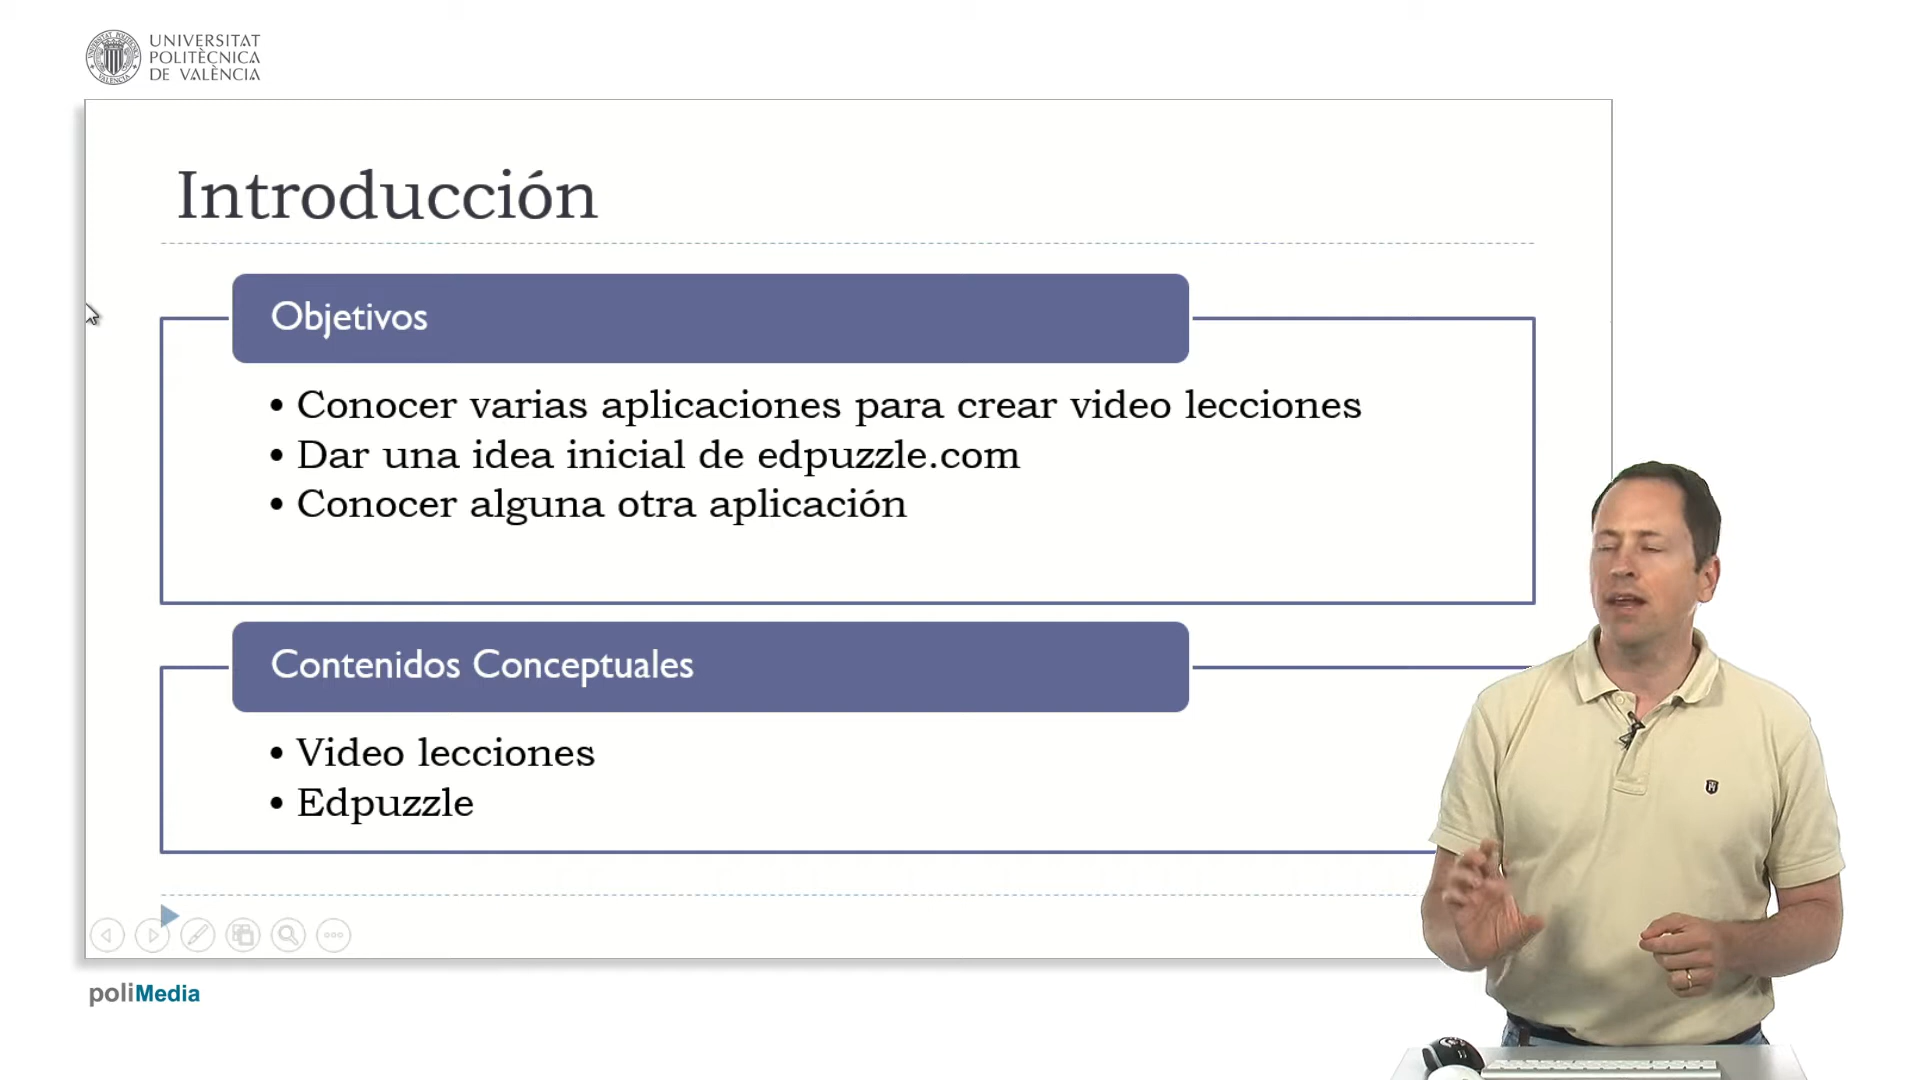 UNIVERSITAT
POLITÈCNICA
DE VALÈNCIA
Introducción
Objetivos
• Conocer varias aplicaciones para crear video lecciones
• Dar una idea inicial de edpuzzle.com
• Conocer alguna otra aplicación
Contenidos Conceptuales
• Video lecciones
• Edpuzzle
poliMedia